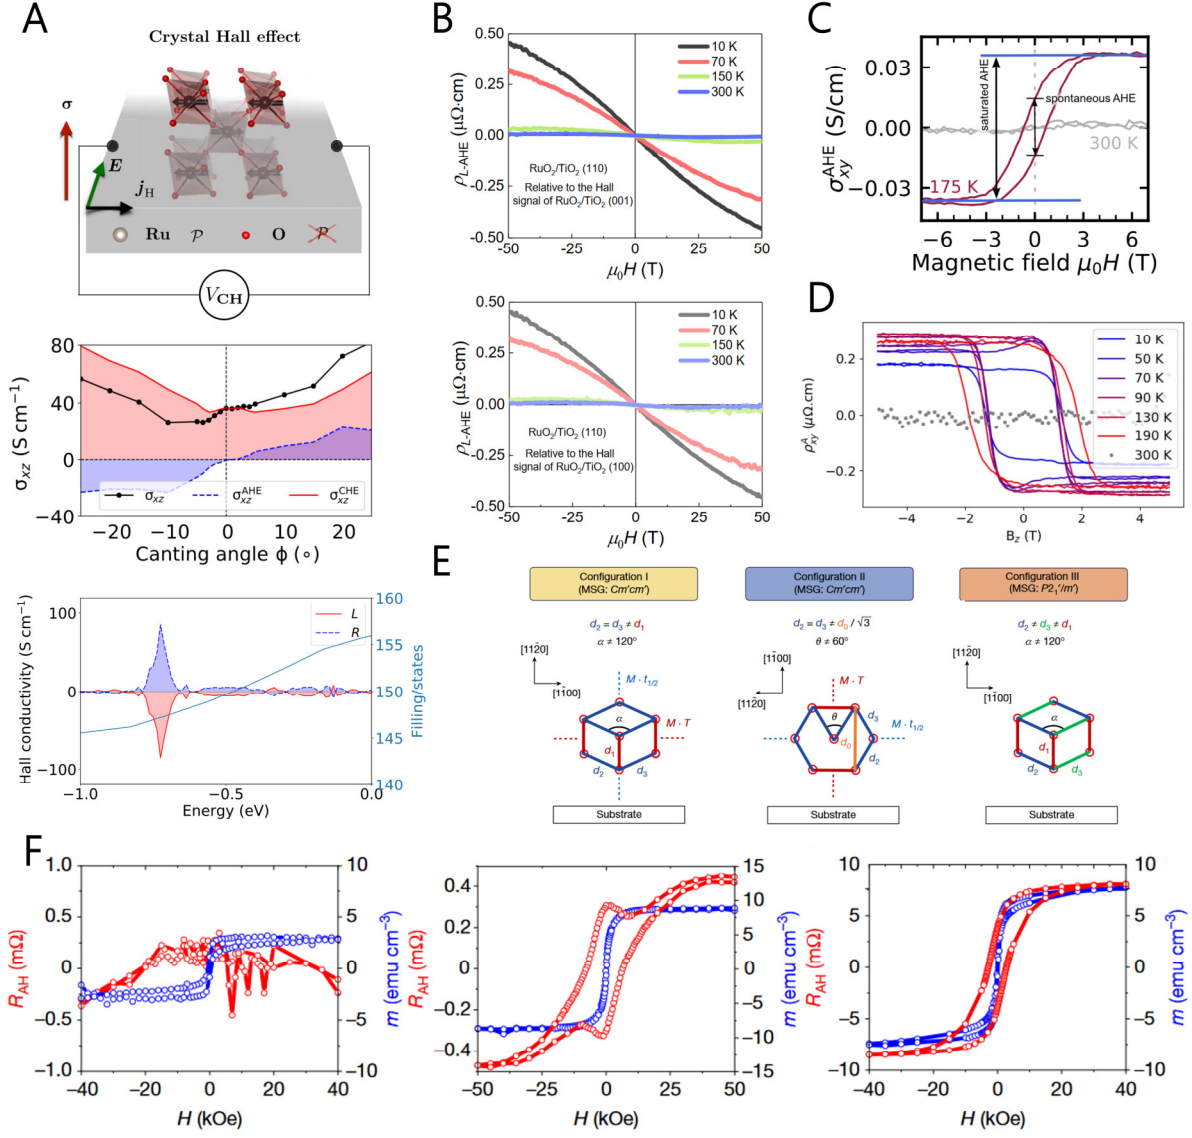 A
Crystal Hall effect
σ
E
j_H
Ru 𝒫 O 𝒫
V_CH
80
40
0
−40
σ_xz (S cm⁻¹)
σ_xz σ_xz^AHE σ_xz^CHE
−20 −10 0 10 20
Canting angle ϕ (∘)
100
0
−100
Hall conductivity (S cm⁻¹)
L
R
160
155
150
145
140
Filling/states
−1.0 −0.5 0.0
Energy (eV)
B
0.50
0.25
0.00
-0.25
-0.50
ρ_L-AHE (μΩ·cm)
10 K
70 K
150 K
300 K
RuO₂/TiO₂ (110)
Relative to the Hall
signal of RuO₂/TiO₂ (001)
-50 -25 0 25 50
μ₀H (T)
0.50
0.25
0.00
-0.25
-0.50
ρ_L-AHE (μΩ·cm)
10 K
70 K
150 K
300 K
RuO₂/TiO₂ (110)
Relative to the Hall
signal of RuO₂/TiO₂ (100)
-50 -25 0 25 50
μ₀H (T)
C
0.03
0.00
−0.03
σ_xy^AHE (S/cm)
saturated AHE
spontaneous AHE
300 K
175 K
−6 −3 0 3 6
Magnetic field μ₀H (T)
D
0.2
0.0
−0.2
ρ_xy^A (μΩ.cm)
10 K
50 K
70 K
90 K
130 K
190 K
300 K
−4 −2 0 2 4
B_z (T)
E
Configuration I
(MSG: Cm′cm′)
d₂ = d₃ ≠ d₁
α ≠ 120°
[112̄0]
[11̄00]
M · t₁/₂
M · T
α
d₁
d₂ d₃
Substrate
Configuration II
(MSG: Cm′cm′)
d₂ = d₃ ≠ d₀ / √3
θ ≠ 60°
[11̄00]
[112̄0]
M · T
M · t₁/₂
θ
d₃
d₀
d₂
Substrate
Configuration III
(MSG: P2₁′/m′)
d₂ ≠ d₃ ≠ d₁
α ≠ 120°
[112̄0]
[11̄00]
α
d₁
d₂ d₃
Substrate
F
1.0
0.5
0
−0.5
−1.0
R_AH (mΩ)
10
5
0
−5
−10
m (emu cm⁻³)
−40 −20 0 20 40
H (kOe)
0.4
0.2
0
−0.2
−0.4
R_AH (mΩ)
15
10
5
0
−5
−10
−15
m (emu cm⁻³)
−50 −25 0 25 50
H (kOe)
10
5
0
−5
−10
R_AH (mΩ)
10
5
0
−5
−10
m (emu cm⁻³)
−40 −20 0 20 40
H (kOe)